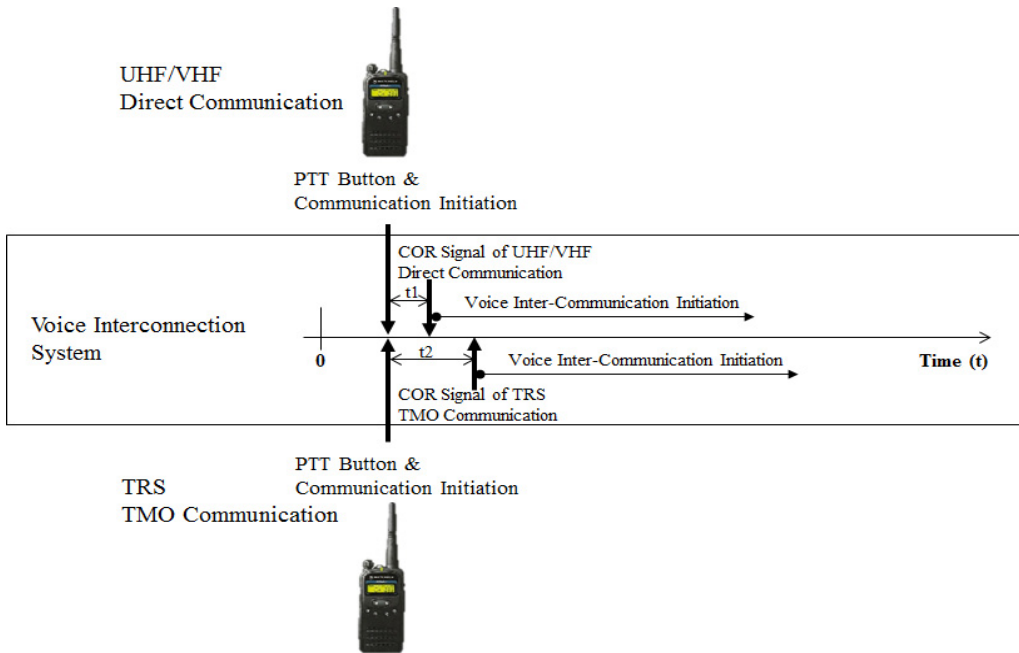 UHF/VHF
Direct Communication
PTT Button &
Communication Initiation
COR Signal of UHF/VHF
Direct Communication
t1
Voice Inter-Communication Initiation
Voice Interconnection
System
0
t2
Voice Inter-Communication Initiation
Time (t)
COR Signal of TRS
TMO Communication
PTT Button &
Communication Initiation
TRS
TMO Communication